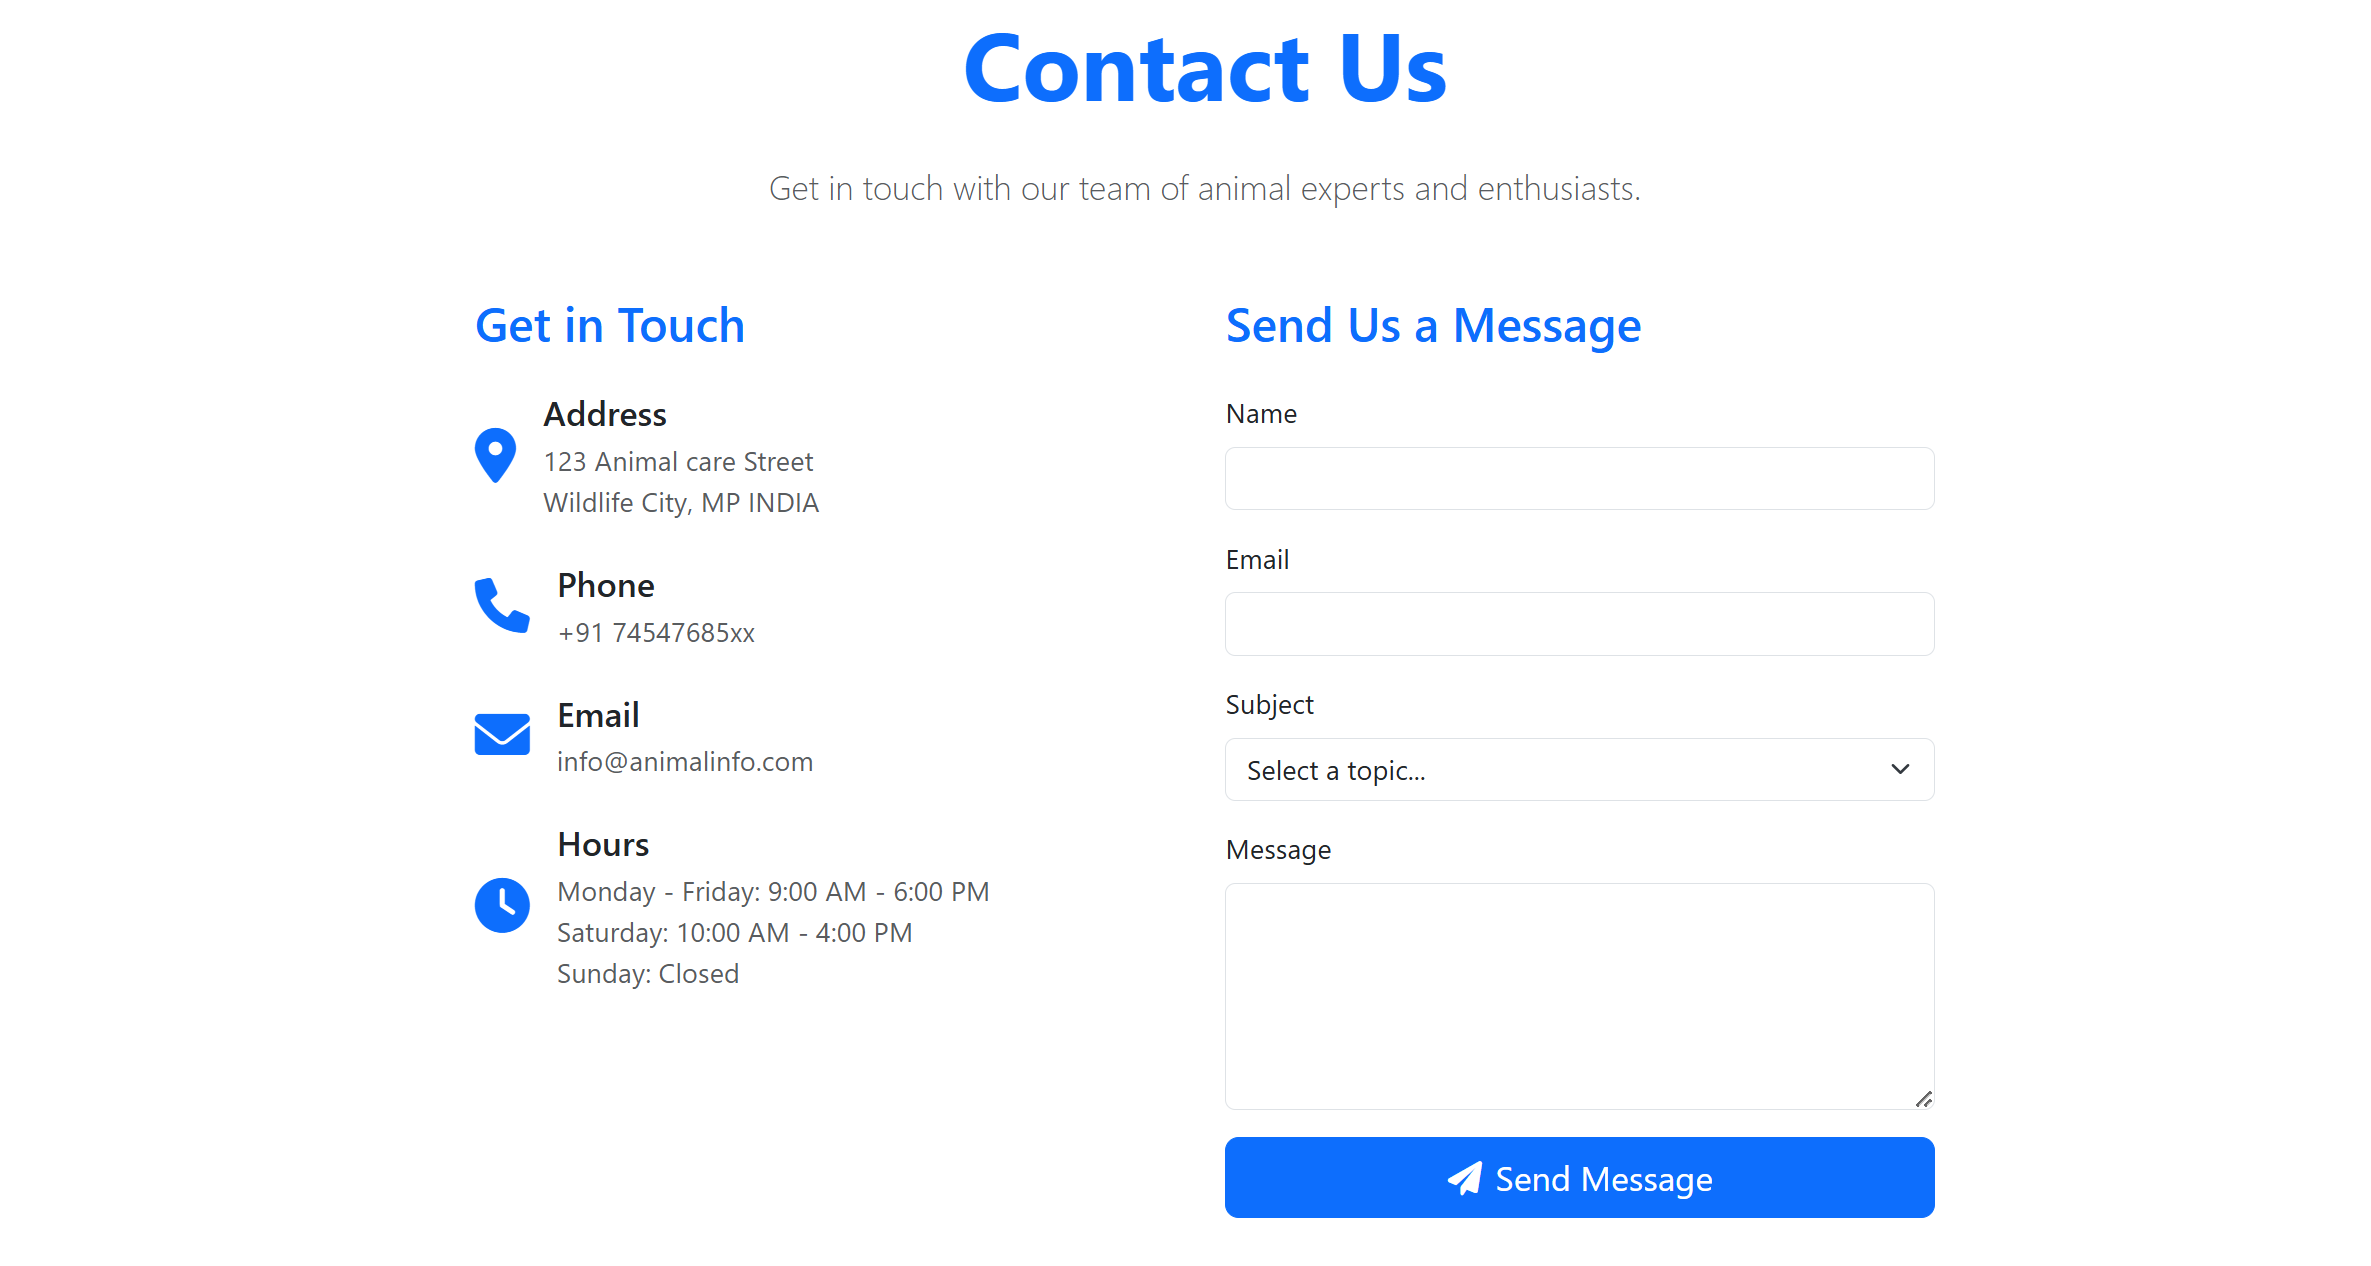 Contact Us
Get in touch with our team of animal experts and enthusiasts.
Get in Touch
Address
123 Animal care Street
Wildlife City, MP INDIA
Phone
+91 74547685xx
Email
info@animalinfo.com
Hours
Monday - Friday: 9:00 AM - 6:00 PM
Saturday: 10:00 AM - 4:00 PM
Sunday: Closed
Send Us a Message
Name
Email
Subject
Select a topic...
Message
Send Message